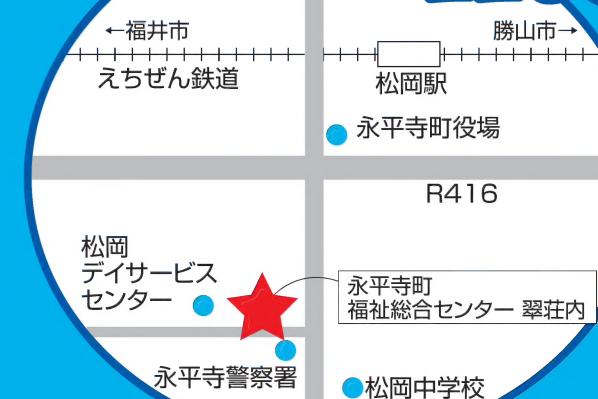 ←福井市
勝山市→
えちぜん鉄道
松岡駅
永平寺町役場
R416
松岡
デイサービス
センター
永平寺町
福祉総合センター 翠荘内
永平寺警察署
松岡中学校